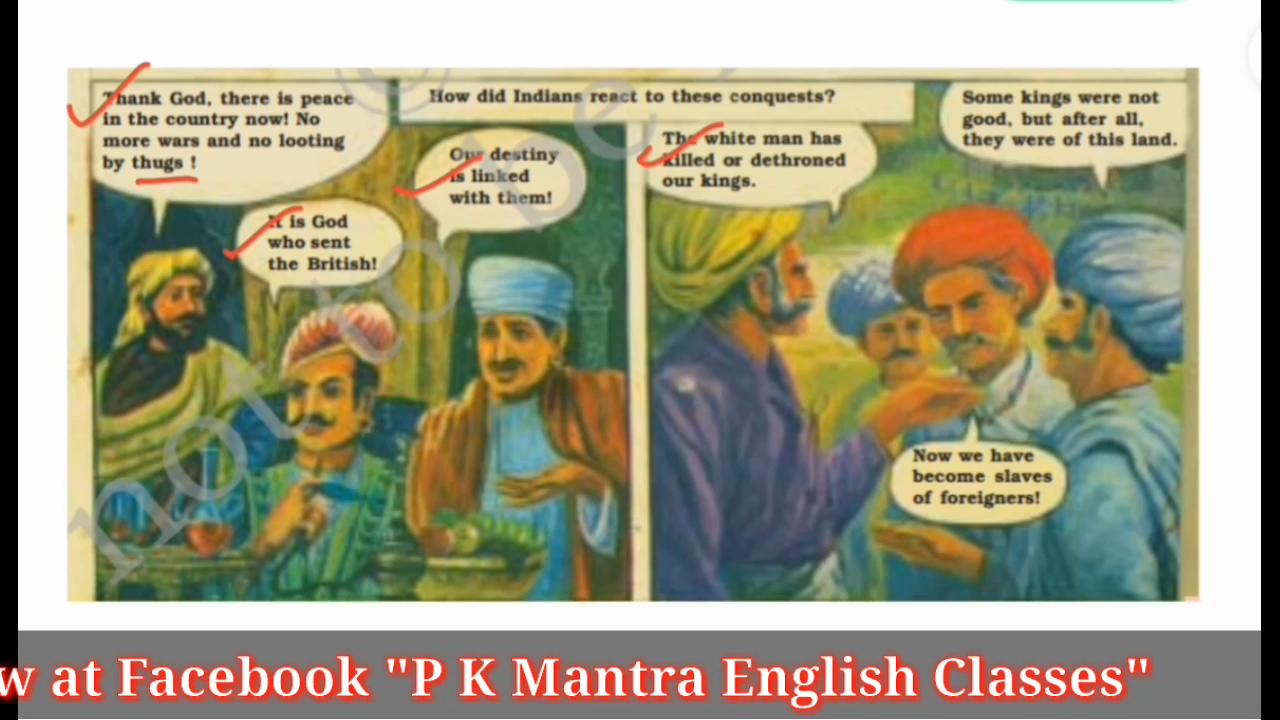 Thank God, there is peace
in the country now! No
more wars and no looting
by thugs !
It is God
who sent
the British!
How did Indians react to these conquests?
Our destiny
is linked
with them!
The white man has
killed or dethroned
our kings.
Some kings were not
good, but after all,
they were of this land.
Now we have
become slaves
of foreigners!
not to be
w at Facebook "P K Mantra English Classes"